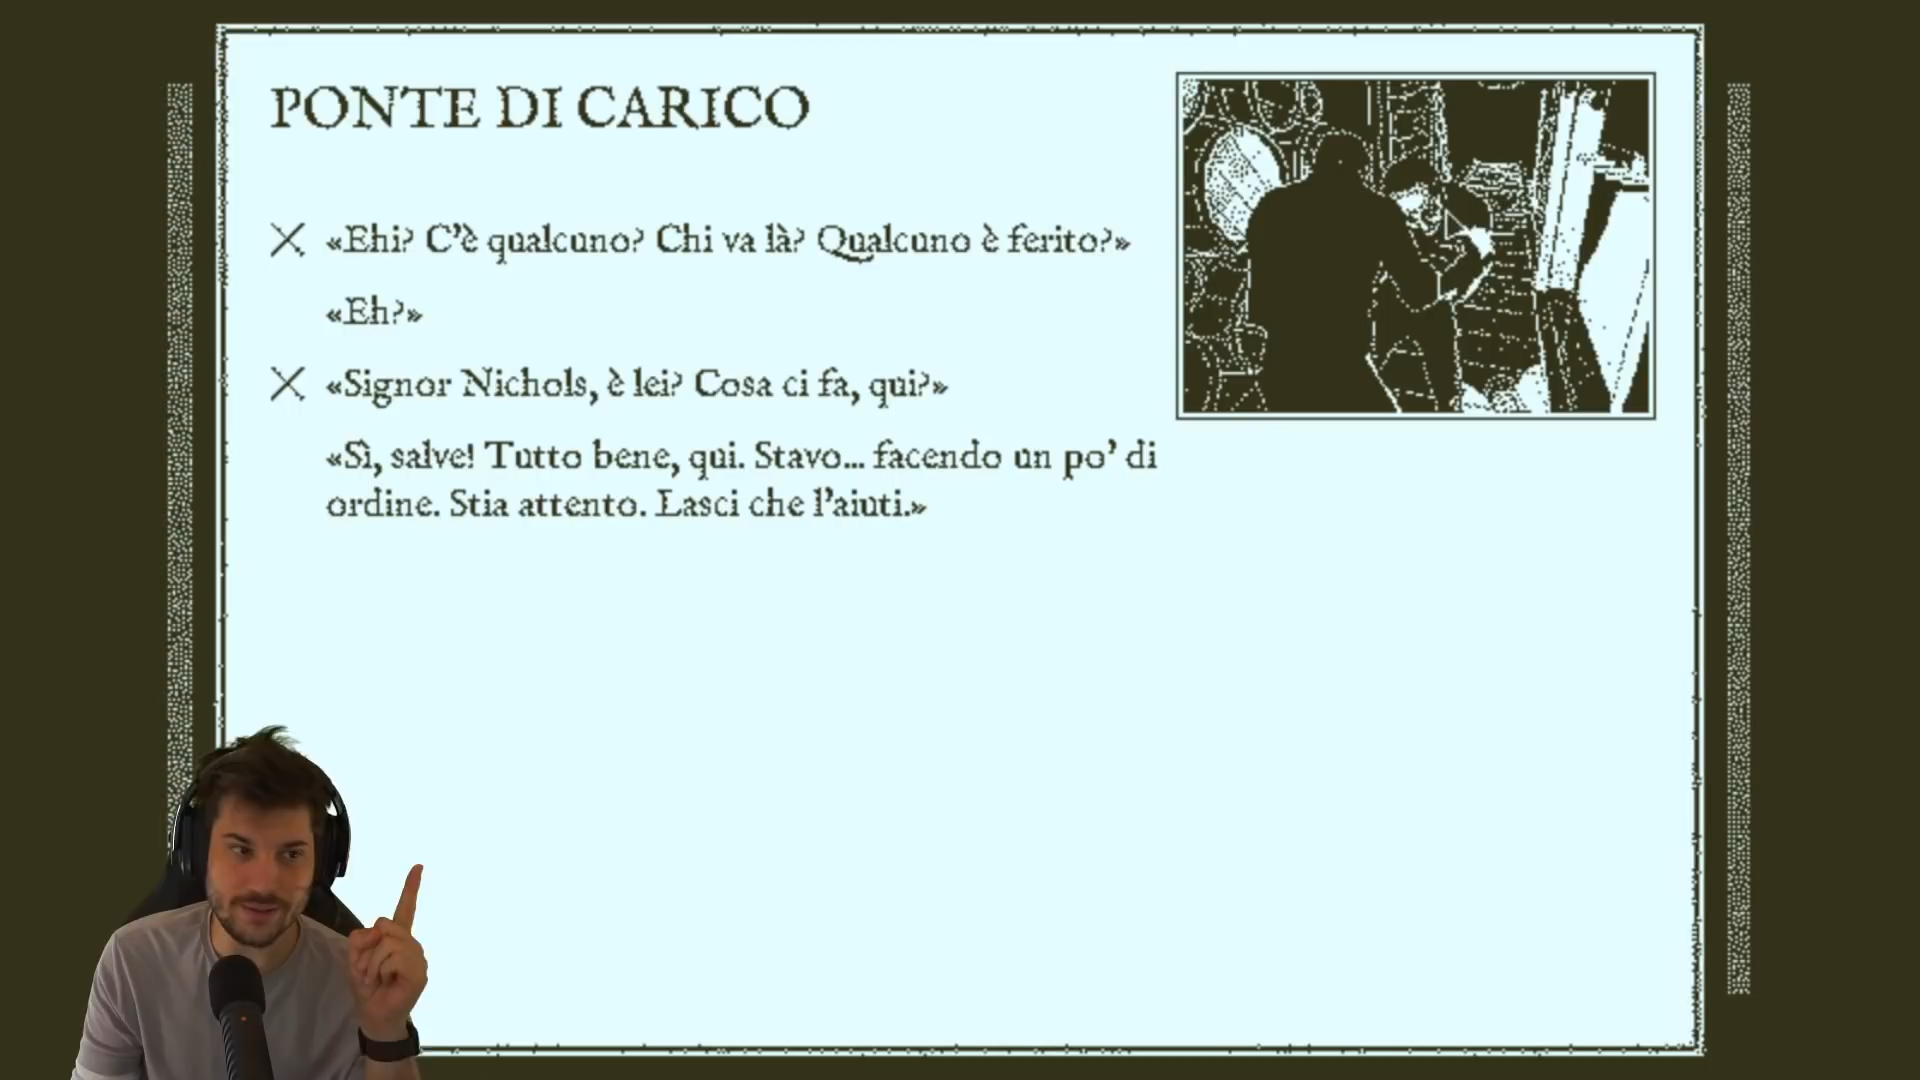 PONTE DI CARICO
«Ehi? C'è qualcuno? Chi va là? Qualcuno è ferito?»
«Eh?»
«Signor Nichols, è lei? Cosa ci fa, qui?»
«Sì, salve! Tutto bene, qui. Stavo... facendo un po' di
ordine. Stia attento. Lasci che l'aiuti.»